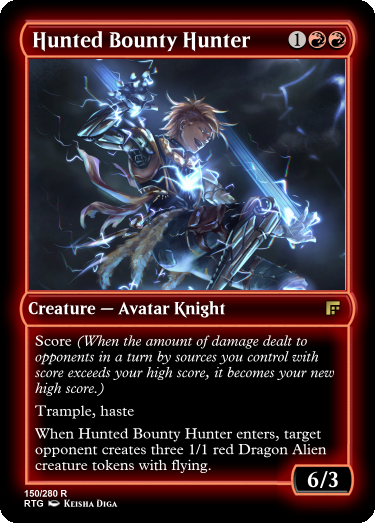 Hunted Bounty Hunter 1
Creature — Avatar Knight
Score (When the amount of damage dealt to
opponents in a turn by sources you control with
score exceeds your high score, it becomes your new
high score.)
Trample, haste
When Hunted Bounty Hunter enters, target
opponent creates three 1/1 red Dragon Alien
creature tokens with flying.
6/3
150/280 R
RTG Keisha Diga